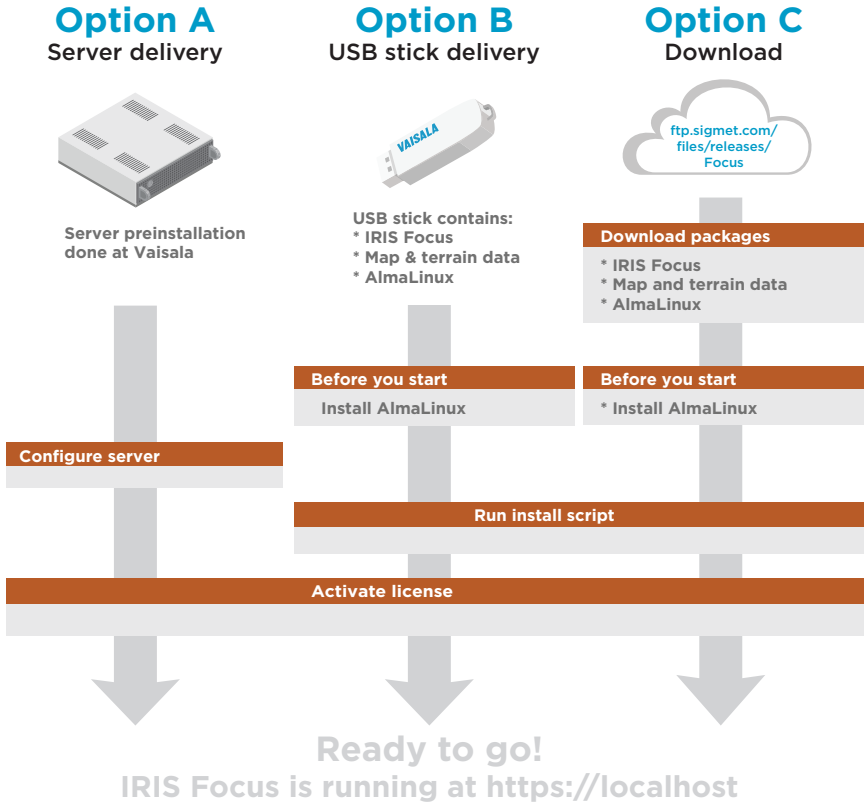 Option A
Server delivery
Option B
USB stick delivery
Option C
Download
VAISALA
ftp.sigmet.com/
files/releases/
Focus
Server preinstallation
done at Vaisala
USB stick contains:
* IRIS Focus
* Map & terrain data
* AlmaLinux
Download packages
* IRIS Focus
* Map and terrain data
* AlmaLinux
Before you start
Install AlmaLinux
Before you start
* Install AlmaLinux
Configure server
Run install script
Activate license
Ready to go!
IRIS Focus is running at https://localhost